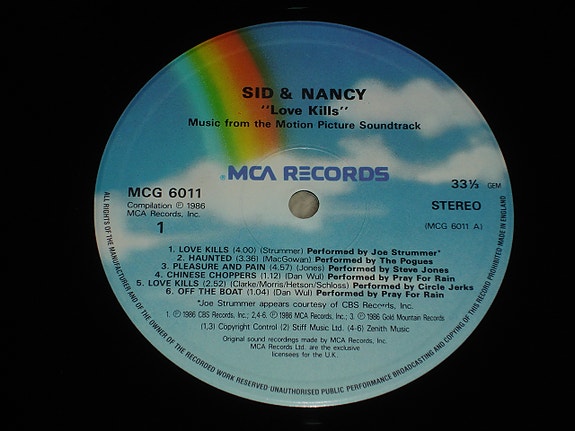 SID & NANCY
"Love Kills"
Music from the Motion Picture Soundtrack
®MCA RECORDS
MCG 6011
Compilation ℗ 1986
MCA Records, Inc.
1
33⅓ GEM
STEREO
(MCG 6011 A)
1. LOVE KILLS (4.00) (Strummer) Performed by Joe Strummer*
2. HAUNTED (3.36) (MacGowan) Performed by The Pogues
3. PLEASURE AND PAIN (4.57) (Jones) Performed by Steve Jones
4. CHINESE CHOPPERS (1.12) (Dan Wul) Performed by Pray For Rain
5. LOVE KILLS (2.52) (Clarke/Morris/Hetson/Schloss) Performed by Circle Jerks
6. OFF THE BOAT (1.04) (Dan Wul) Performed by Pray For Rain
*Joe Strummer appears courtesy of CBS Records, Inc.
1. ℗ 1986 CBS Records, Inc.; 2,4-6, ℗ 1986 MCA Records, Inc.; 3. ℗ 1986 Gold Mountain Records
(1,3) Copyright Control (2) Stiff Music Ltd. (4-6) Zenith Music
Original sound recordings made by MCA Records, Inc.
MCA Records Ltd. are the exclusive
licensees for the U.K.
ALL RIGHTS OF THE MANUFACTURER AND OF THE OWNER OF THE RECORDED WORK RESERVED UNAUTHORISED PUBLIC PERFORMANCE BROADCASTING AND COPYING OF THIS RECORD PROHIBITED MADE IN ENGLAND